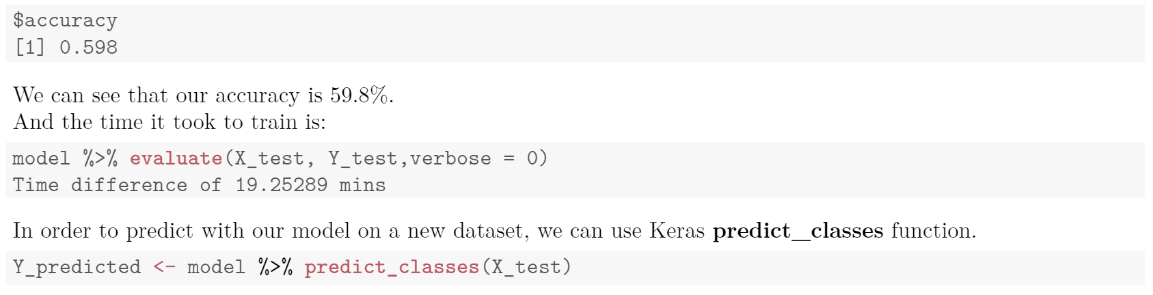 $accuracy
[1] 0.598
We can see that our accuracy is 59.8%.
And the time it took to train is:
model %>% evaluate(X_test, Y_test,verbose = 0)
Time difference of 19.25289 mins
In order to predict with our model on a new dataset, we can use Keras predict_classes function.
Y_predicted <- model %>% predict_classes(X_test)